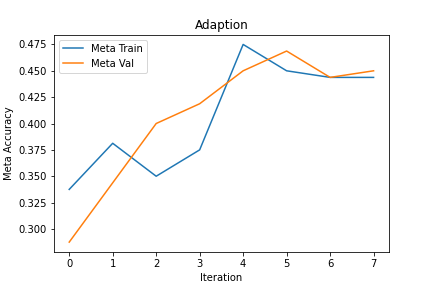 Adaption
Meta Train
Meta Val
Meta Accuracy
0.475
0.450
0.425
0.400
0.375
0.350
0.325
0.300
0 1 2 3 4 5 6 7
Iteration